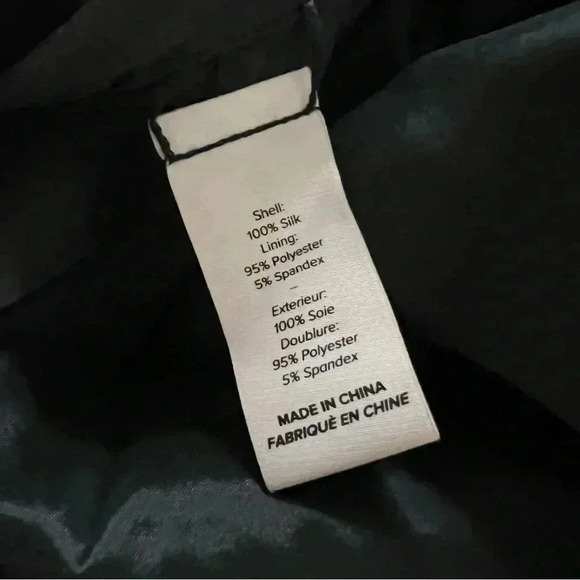 Shell:
100% Silk
Lining:
95% Polyester
5% Spandex
–
Exterieur:
100% Soie
Doublure:
95% Polyester
5% Spandex
MADE IN CHINA
FABRIQUÈ EN CHINE